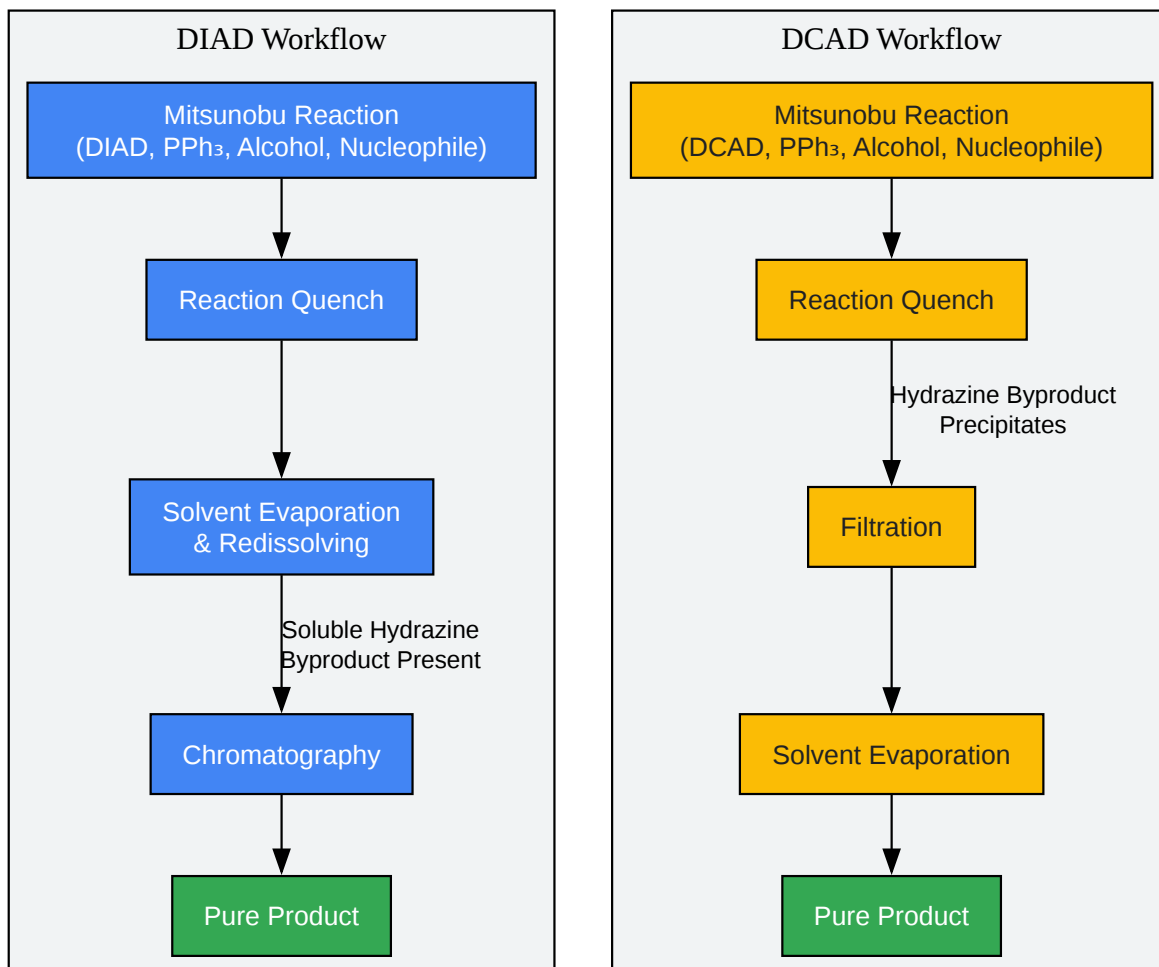 DIAD Workflow
Mitsunobu Reaction
(DIAD, PPh₃, Alcohol, Nucleophile)
Reaction Quench
Solvent Evaporation
& Redissolving
Soluble Hydrazine
Byproduct Present
Chromatography
Pure Product
DCAD Workflow
Mitsunobu Reaction
(DCAD, PPh₃, Alcohol, Nucleophile)
Reaction Quench
Hydrazine Byproduct
Precipitates
Filtration
Solvent Evaporation
Pure Product